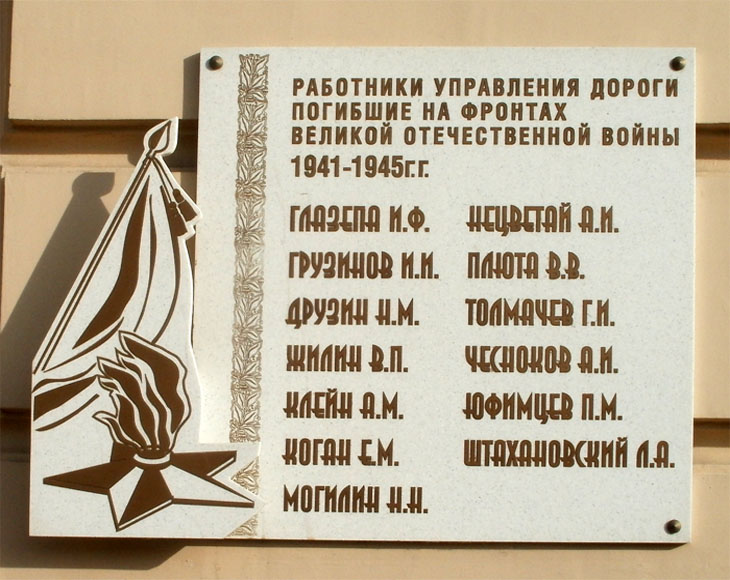 РАБОТНИКИ УПРАВЛЕНИЯ ДОРОГИ
ПОГИБШИЕ НА ФРОНТАХ
ВЕЛИКОЙ ОТЕЧЕСТВЕННОЙ ВОЙНЫ
1941-1945г.г.
ГЛАЗЕПА И.Ф.
ГРУЗИНОВ И.И.
ДРУЗИН Н.М.
ЖИЛИН В.П.
КЛЕЙН А.М.
КОГАН Е.М.
МОГИЛИН Н.Н.
НЕЦВЕТАЙ А.И.
ПЛЮТА В.В.
ТОЛМАЧЕВ Г.И.
ЧЕСНОКОВ А.И.
ЮФИМЦЕВ П.М.
ШТАХАНОВСКИЙ Л.А.